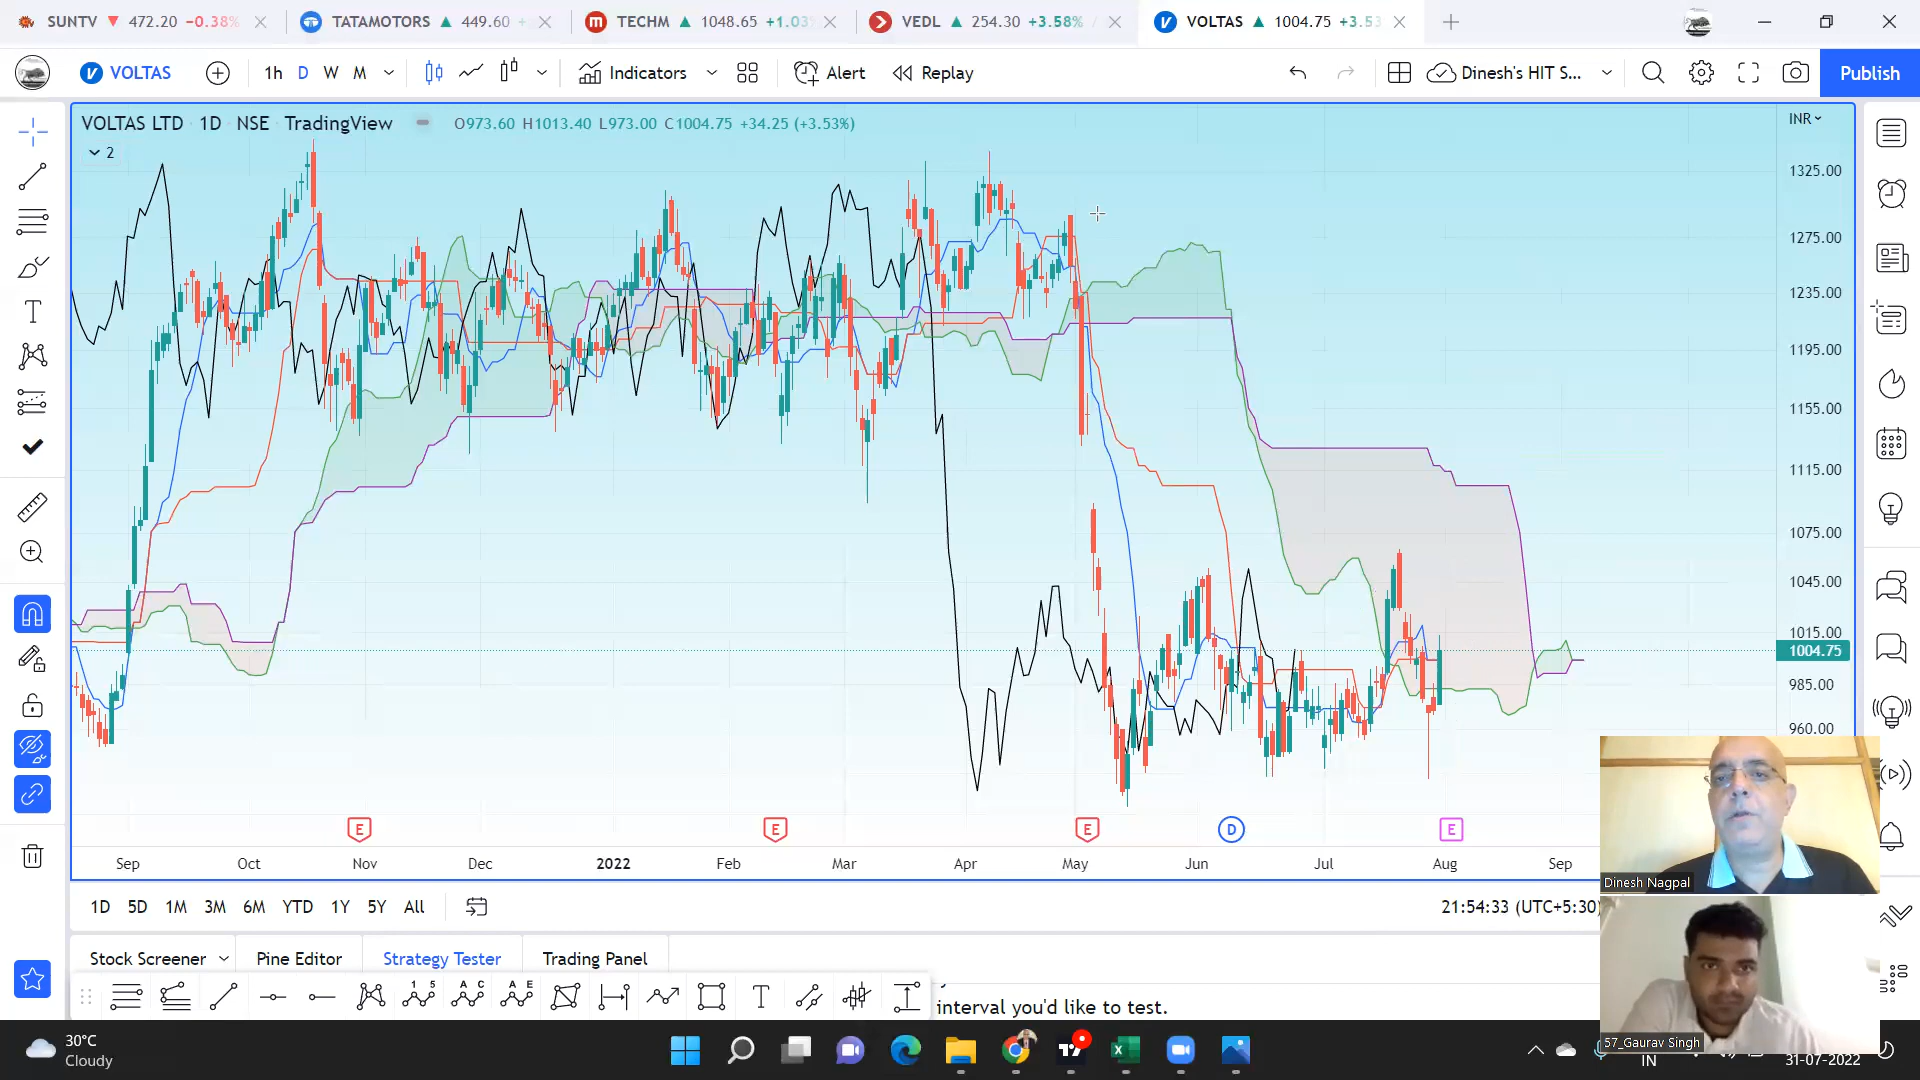 SUNTV ▼ 472.20 −0.38%
TATAMOTORS ▲ 449.60
TECHM ▲ 1048.65 +1.03
VEDL ▲ 254.30 +3.58%
VOLTAS ▲ 1004.75 +3.53
VOLTAS
1h D W M
Indicators
Alert
Replay
Dinesh's HIT S...
Publish
VOLTAS LTD · 1D · NSE · TradingView
O973.60 H1013.40 L973.00 C1004.75 +34.25 (+3.53%)
2
INR
1325.00
1275.00
1235.00
1195.00
1155.00
1115.00
1075.00
1045.00
1015.00
1004.75
985.00
960.00
E E E D E
Sep Oct Nov Dec 2022 Feb Mar Apr May Jun Jul Aug Sep
1D 5D 1M 3M 6M YTD 1Y 5Y All
21:54:33 (UTC+5:30)
Stock Screener
Pine Editor
Strategy Tester
Trading Panel
interval you'd like to test.
Dinesh Nagpal
57_Gaurav Singh
30°C
Cloudy
IN
31-07-2022